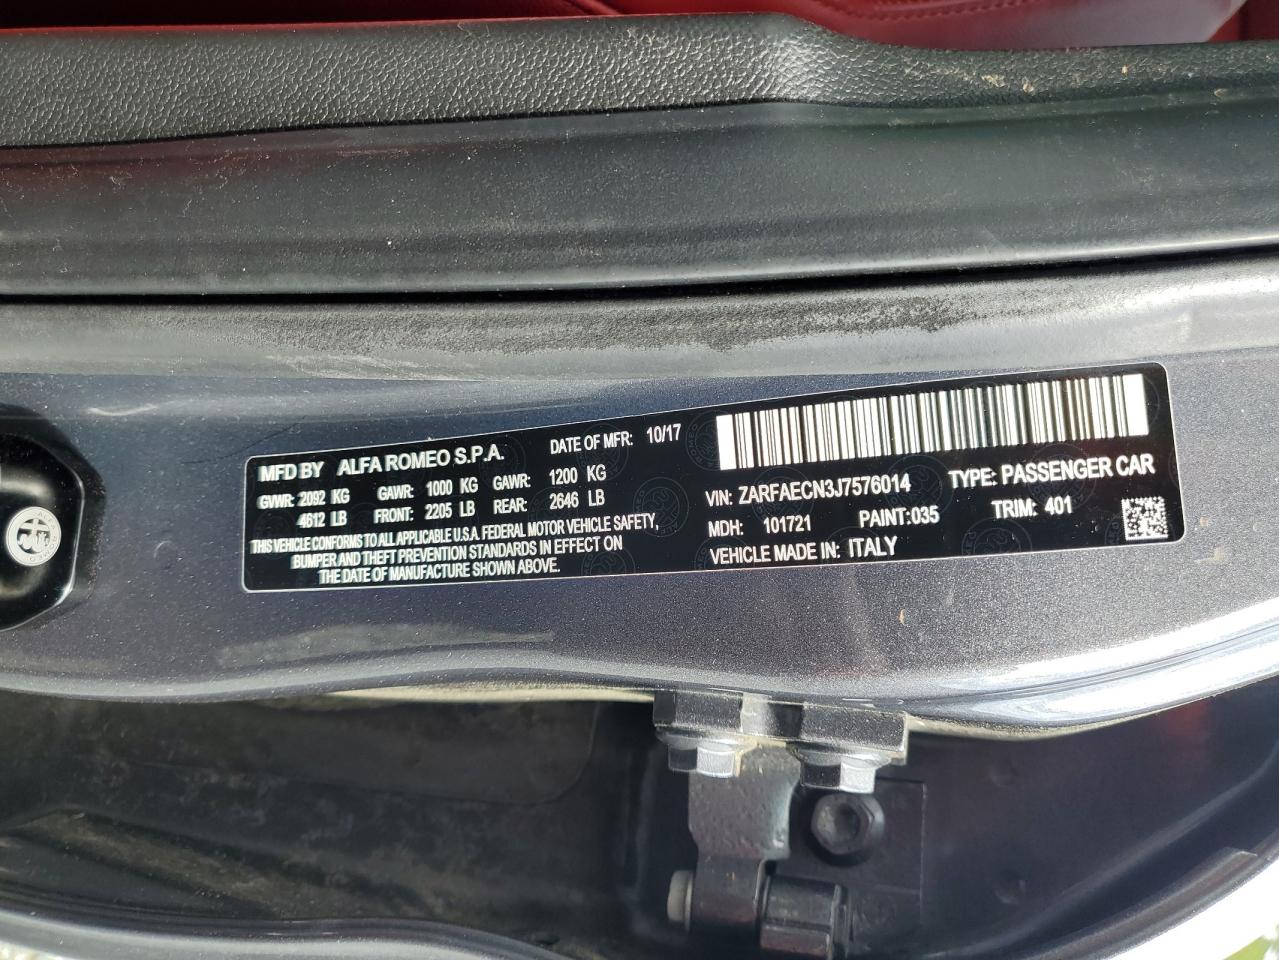 MFD BY ALFA ROMEO S.P.A. DATE OF MFR: 10/17
GVWR: 2092 KG GAWR: 1000 KG GAWR: 1200 KG
4612 LB FRONT: 2205 LB REAR: 2646 LB
THIS VEHICLE CONFORMS TO ALL APPLICABLE U.S.A. FEDERAL MOTOR VEHICLE SAFETY,
BUMPER AND THEFT PREVENTION STANDARDS IN EFFECT ON
THE DATE OF MANUFACTURE SHOWN ABOVE.
VIN: ZARFAECN3J7576014 TYPE: PASSENGER CAR
MDH: 101721 PAINT:035 TRIM: 401
VEHICLE MADE IN: ITALY